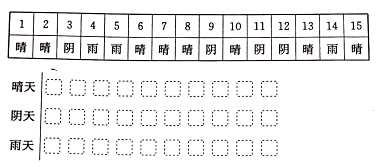 1 2 3 4 5 6 7 8 9 10 11 12 13 14 15
晴 晴 阴 雨 雨 晴 晴 晴 阴 晴 阴 阴 晴 雨 晴
晴天
阴天
雨天